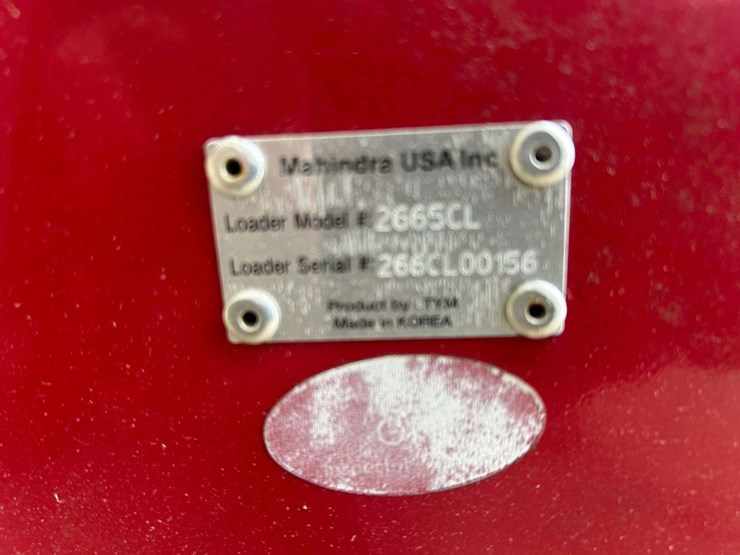 Mahindra USA Inc
Loader Model #: 2665CL
Loader Serial #: 266CL00156
Product by : TYM
Made in KOREA